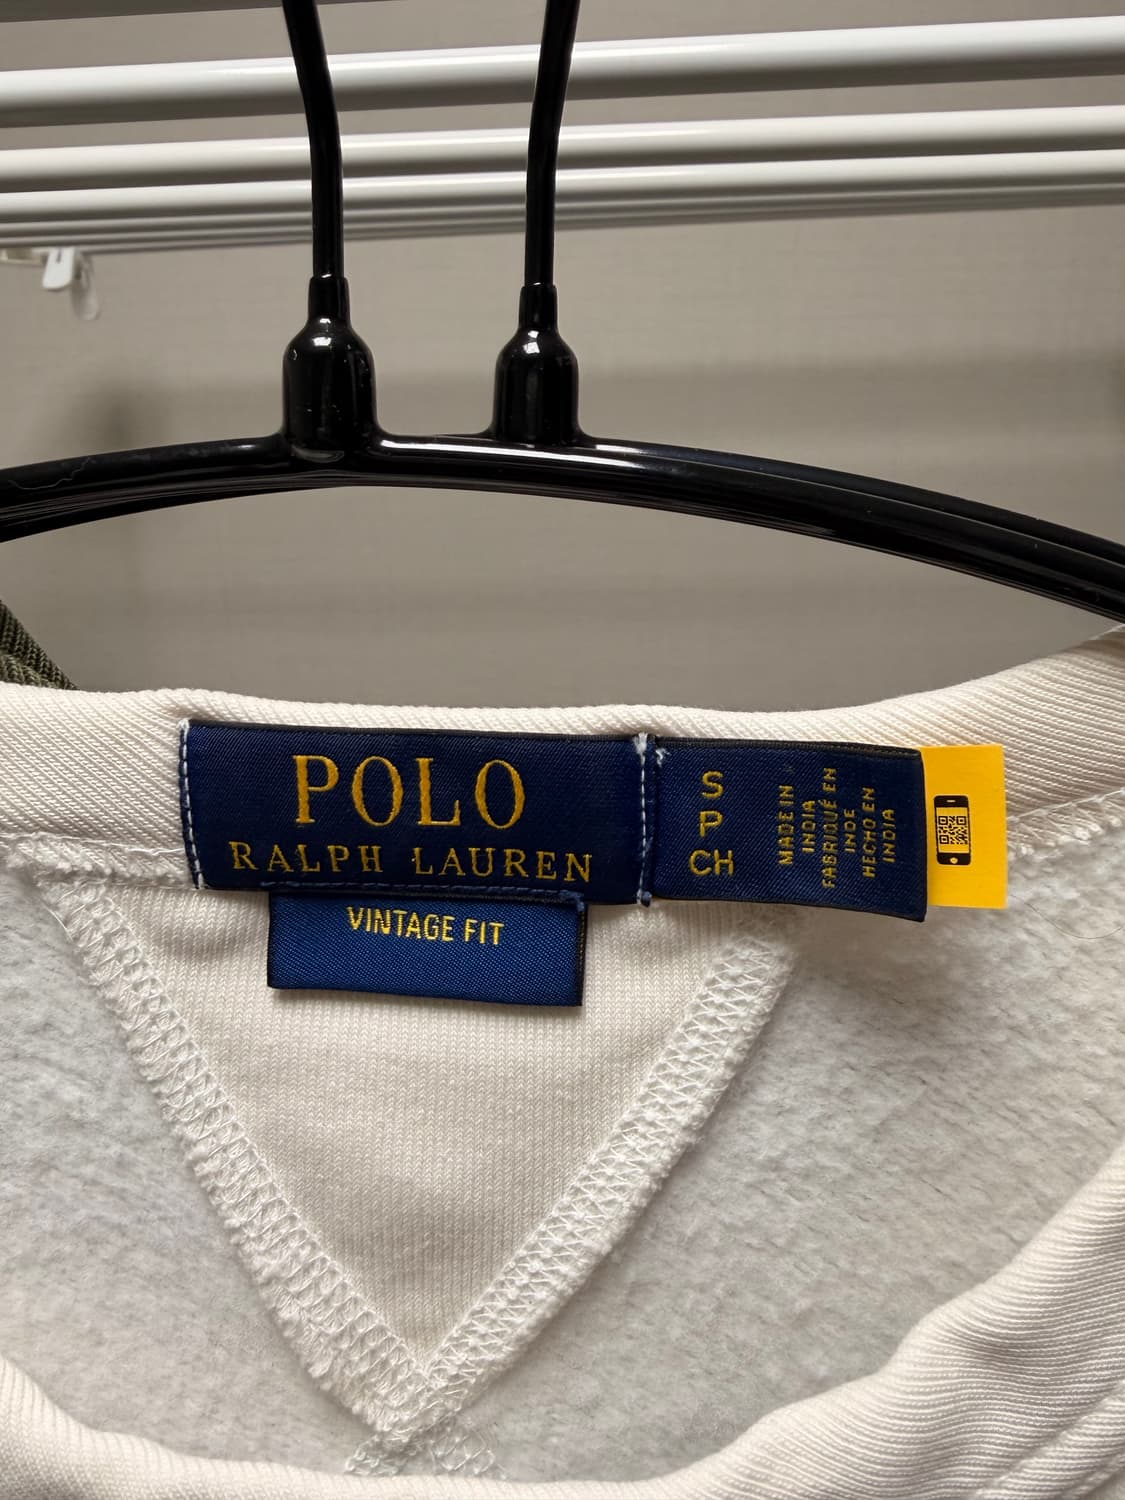 POLO
RALPH LAUREN
VINTAGE FIT
S
P
CH
MADE IN
INDIA
FABRIQUÉ EN
INDE
HECHO EN
INDIA